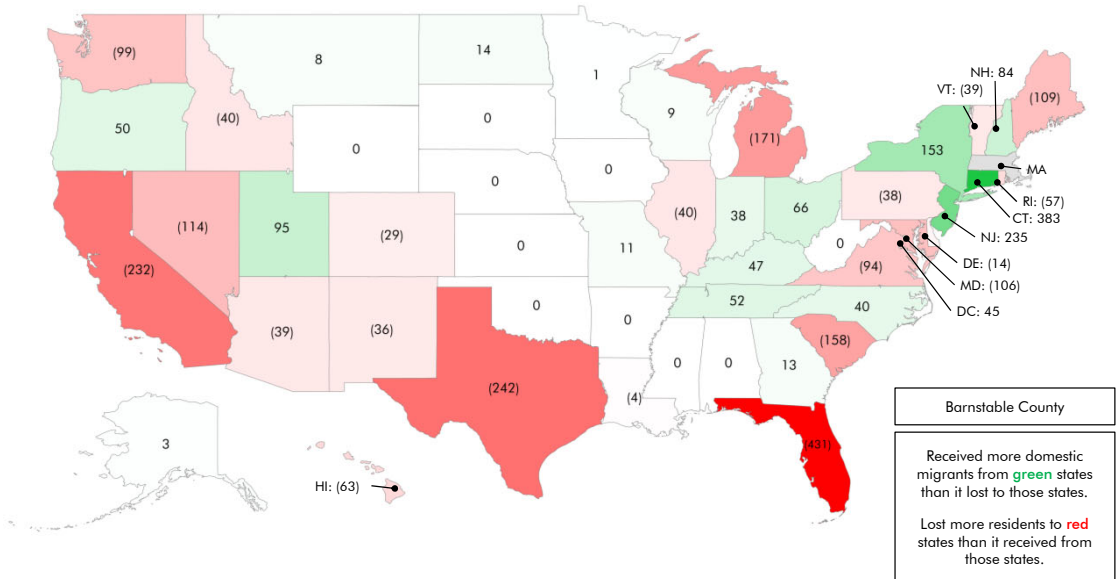 (99)
8
14
1
NH: 84
VT: (39)
(109)
50
(40)
0
9
(171)
153
MA
0
0
(38)
RI: (57)
CT: 383
NJ: 235
(114)
95
(29)
(40)
38
66
0
DE: (14)
(94)
MD: (106)
DC: 45
(232)
0
11
47
52
40
(39)
(36)
0
0
(158)
(242)
0
0
13
(4)
(431)
3
HI: (63)
Barnstable County
Received more domestic
migrants from green states
than it lost to those states.
Lost more residents to red
states than it received from
those states.